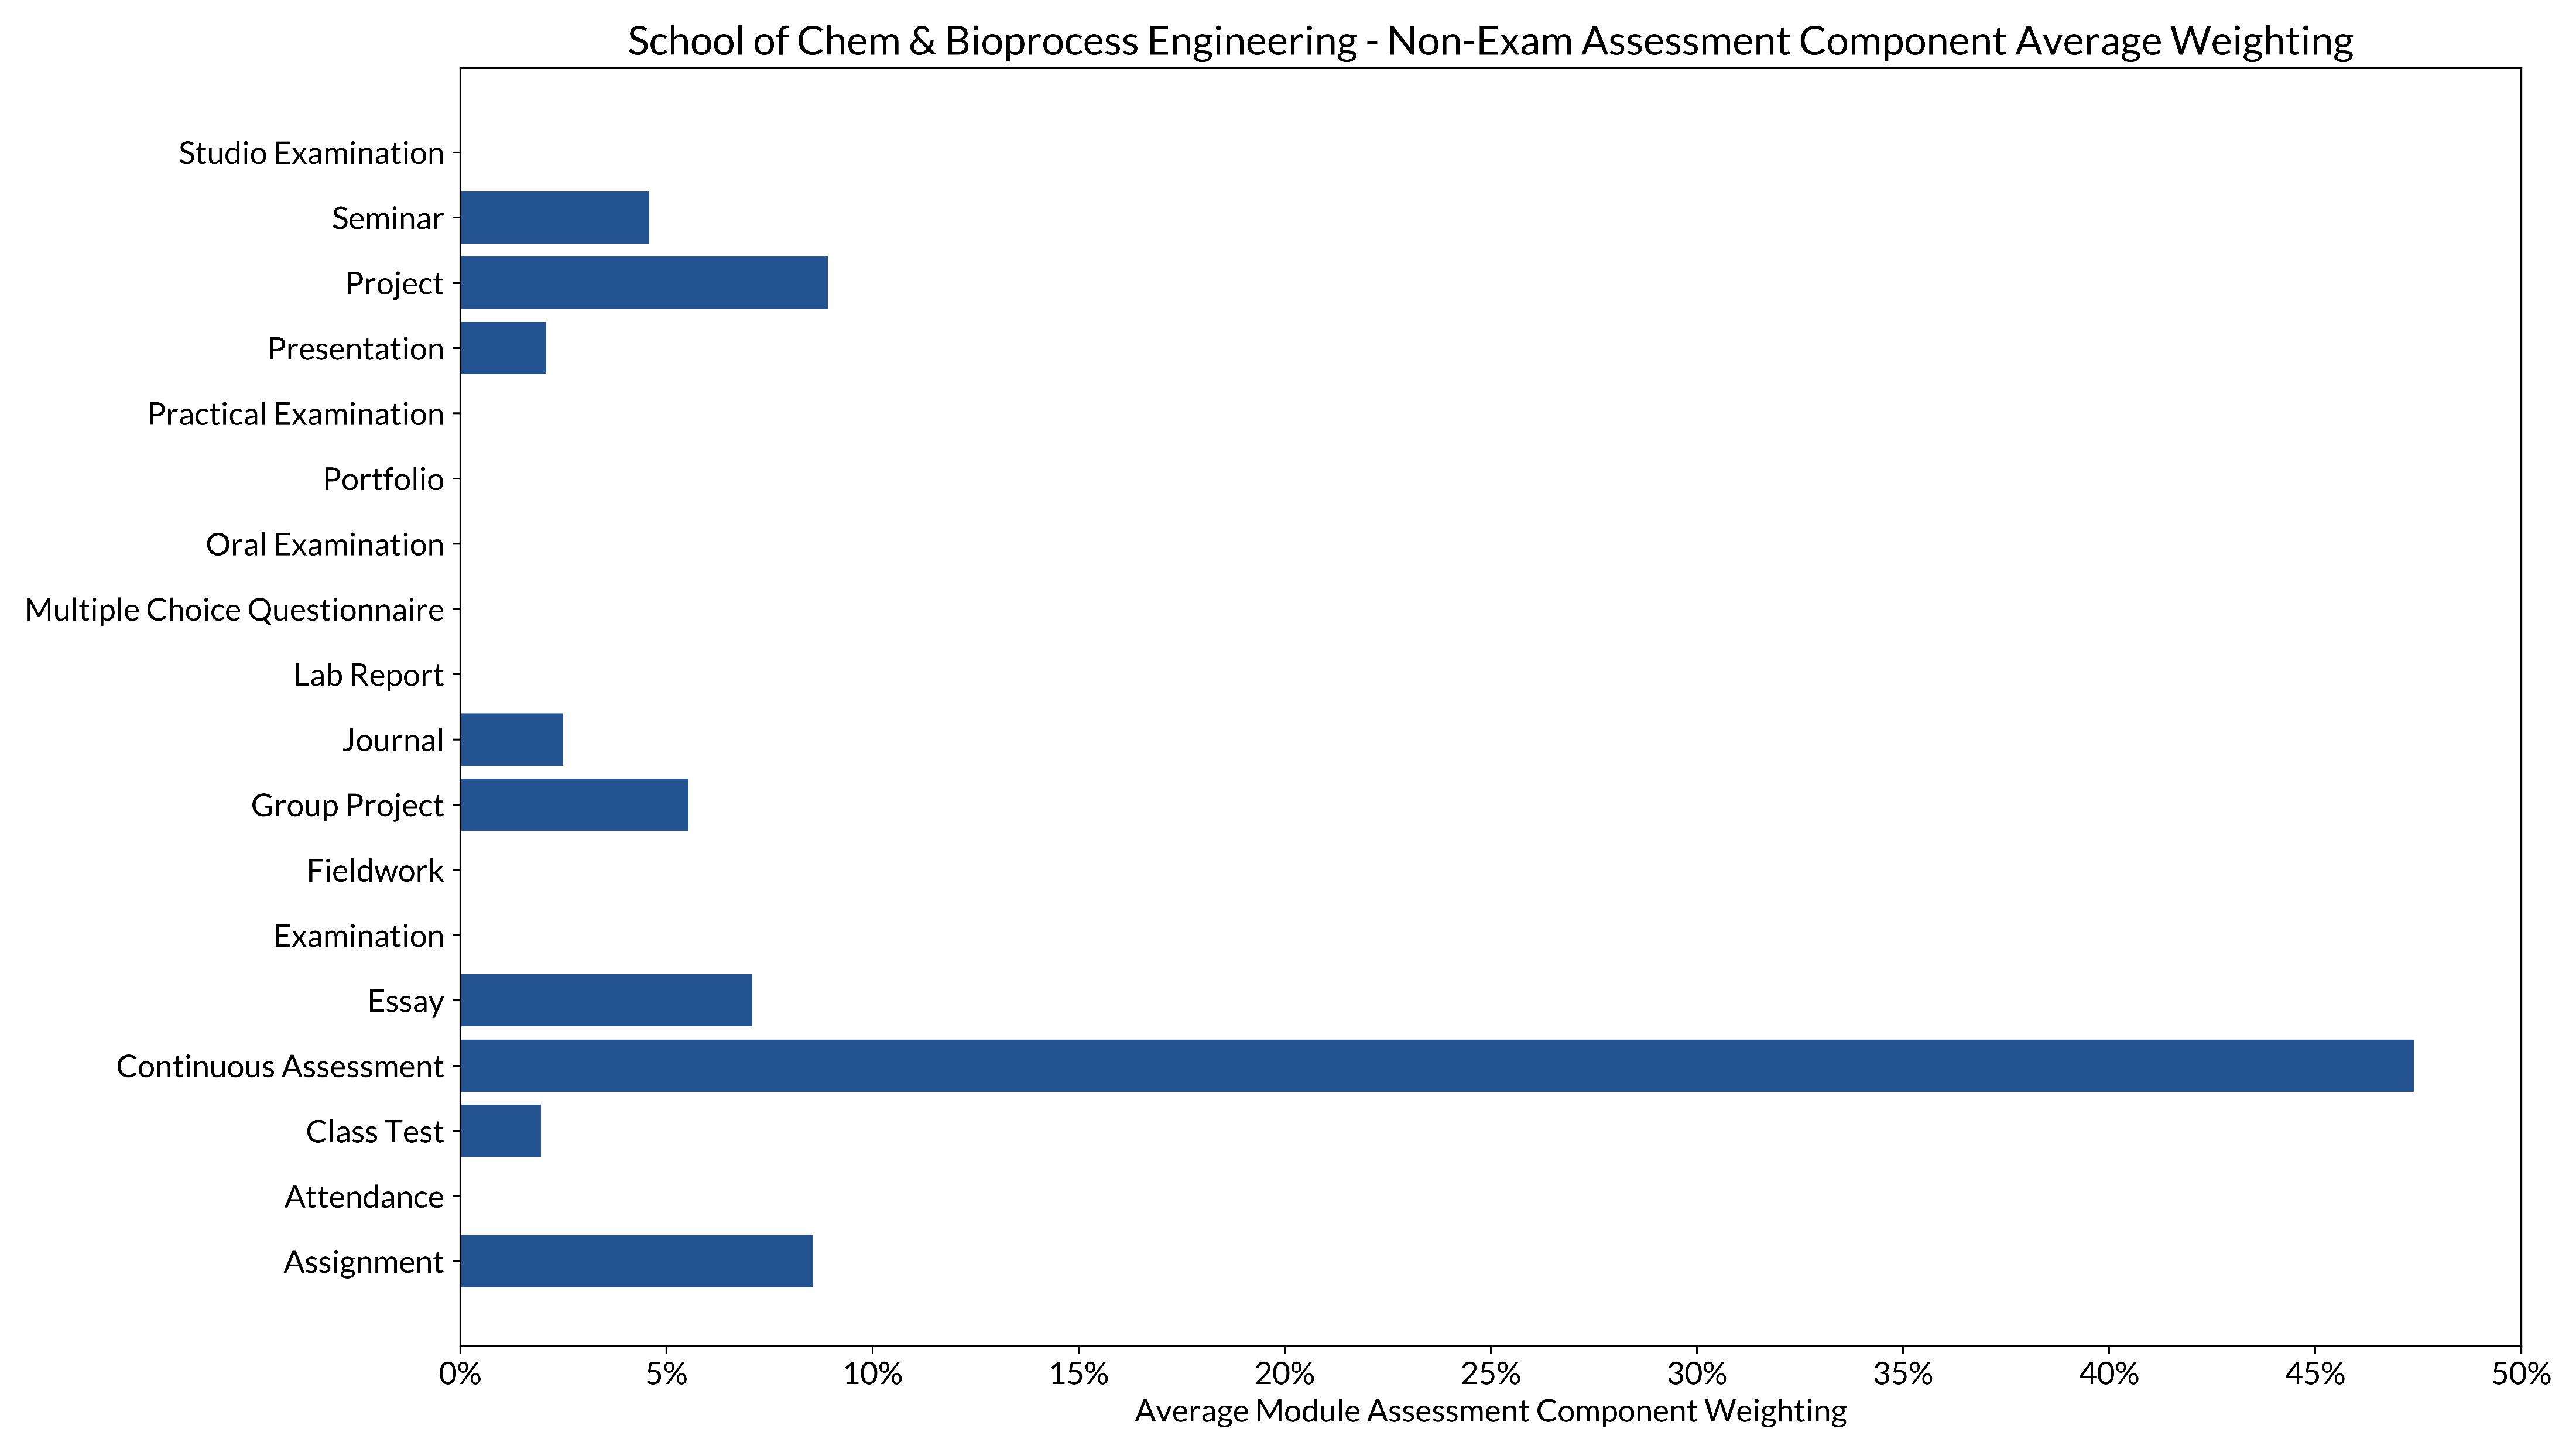 School of Chem & Bioprocess Engineering - Non-Exam Assessment Component Average Weighting
Studio Examination
Seminar
Project
Presentation
Practical Examination
Portfolio
Oral Examination
Multiple Choice Questionnaire
Lab Report
Journal
Group Project
Fieldwork
Examination
Essay
Continuous Assessment
Class Test
Attendance
Assignment
0% 5% 10% 15% 20% 25% 30% 35% 40% 45% 50%
Average Module Assessment Component Weighting